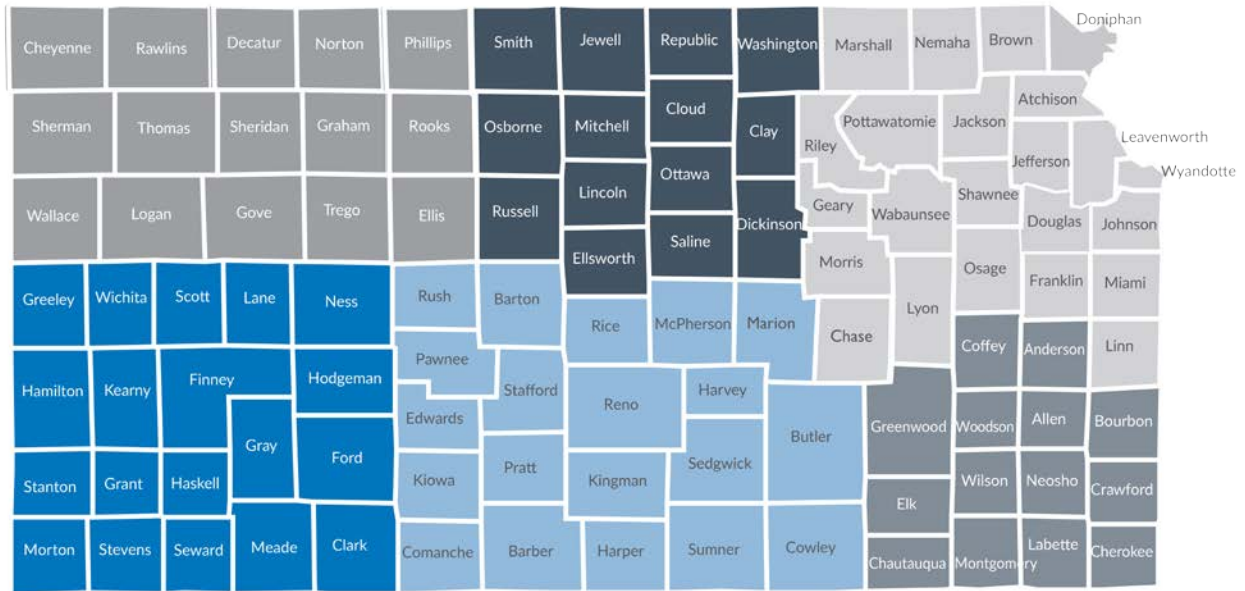 Cheyenne
Rawlins
Decatur
Norton
Phillips
Smith
Jewell
Republic
Washington
Marshall
Nemaha
Brown
Doniphan
Sherman
Thomas
Sheridan
Graham
Rooks
Osborne
Mitchell
Cloud
Clay
Riley
Pottawatomie
Jackson
Atchison
Leavenworth
Jefferson
Wyandotte
Wallace
Logan
Gove
Trego
Ellis
Russell
Lincoln
Ottawa
Dickinson
Geary
Wabaunsee
Shawnee
Douglas
Johnson
Ellsworth
Saline
Morris
Osage
Franklin
Miami
Greeley
Wichita
Scott
Lane
Ness
Rush
Barton
Rice
McPherson
Marion
Chase
Lyon
Coffey
Anderson
Linn
Hamilton
Kearny
Finney
Hodgeman
Pawnee
Stafford
Reno
Harvey
Butler
Greenwood
Woodson
Allen
Bourbon
Gray
Ford
Edwards
Stanton
Grant
Haskell
Kiowa
Pratt
Kingman
Sedgwick
Elk
Wilson
Neosho
Crawford
Morton
Stevens
Seward
Meade
Clark
Comanche
Barber
Harper
Sumner
Cowley
Chautauqua
Montgomery
Labette
Cherokee